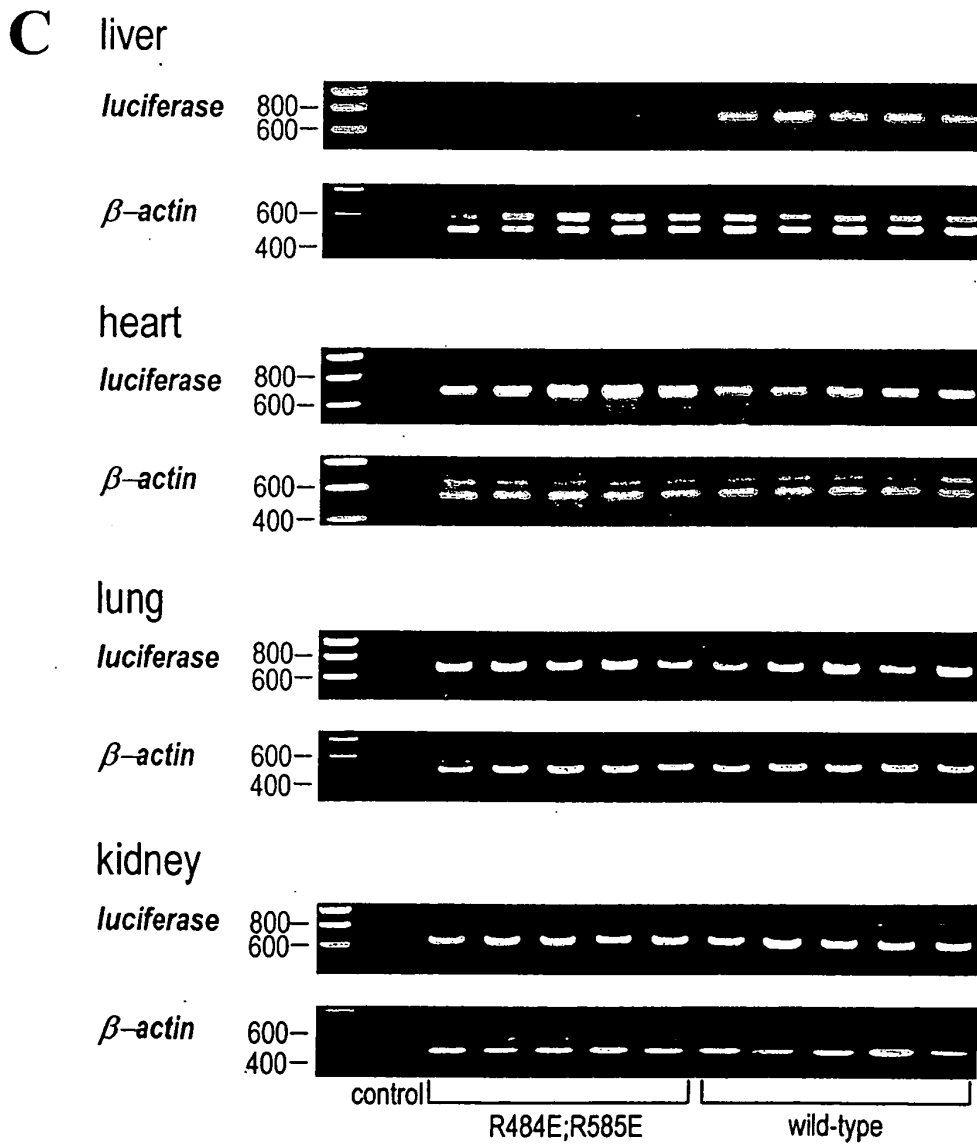 C liver
luciferase 800–
600–
β–actin 600–
400–
heart
luciferase 800–
600–
β–actin 600–
400–
lung
luciferase 800–
600–
β–actin 600–
400–
kidney
luciferase 800–
600–
β–actin 600–
400–
control
R484E;R585E wild-type